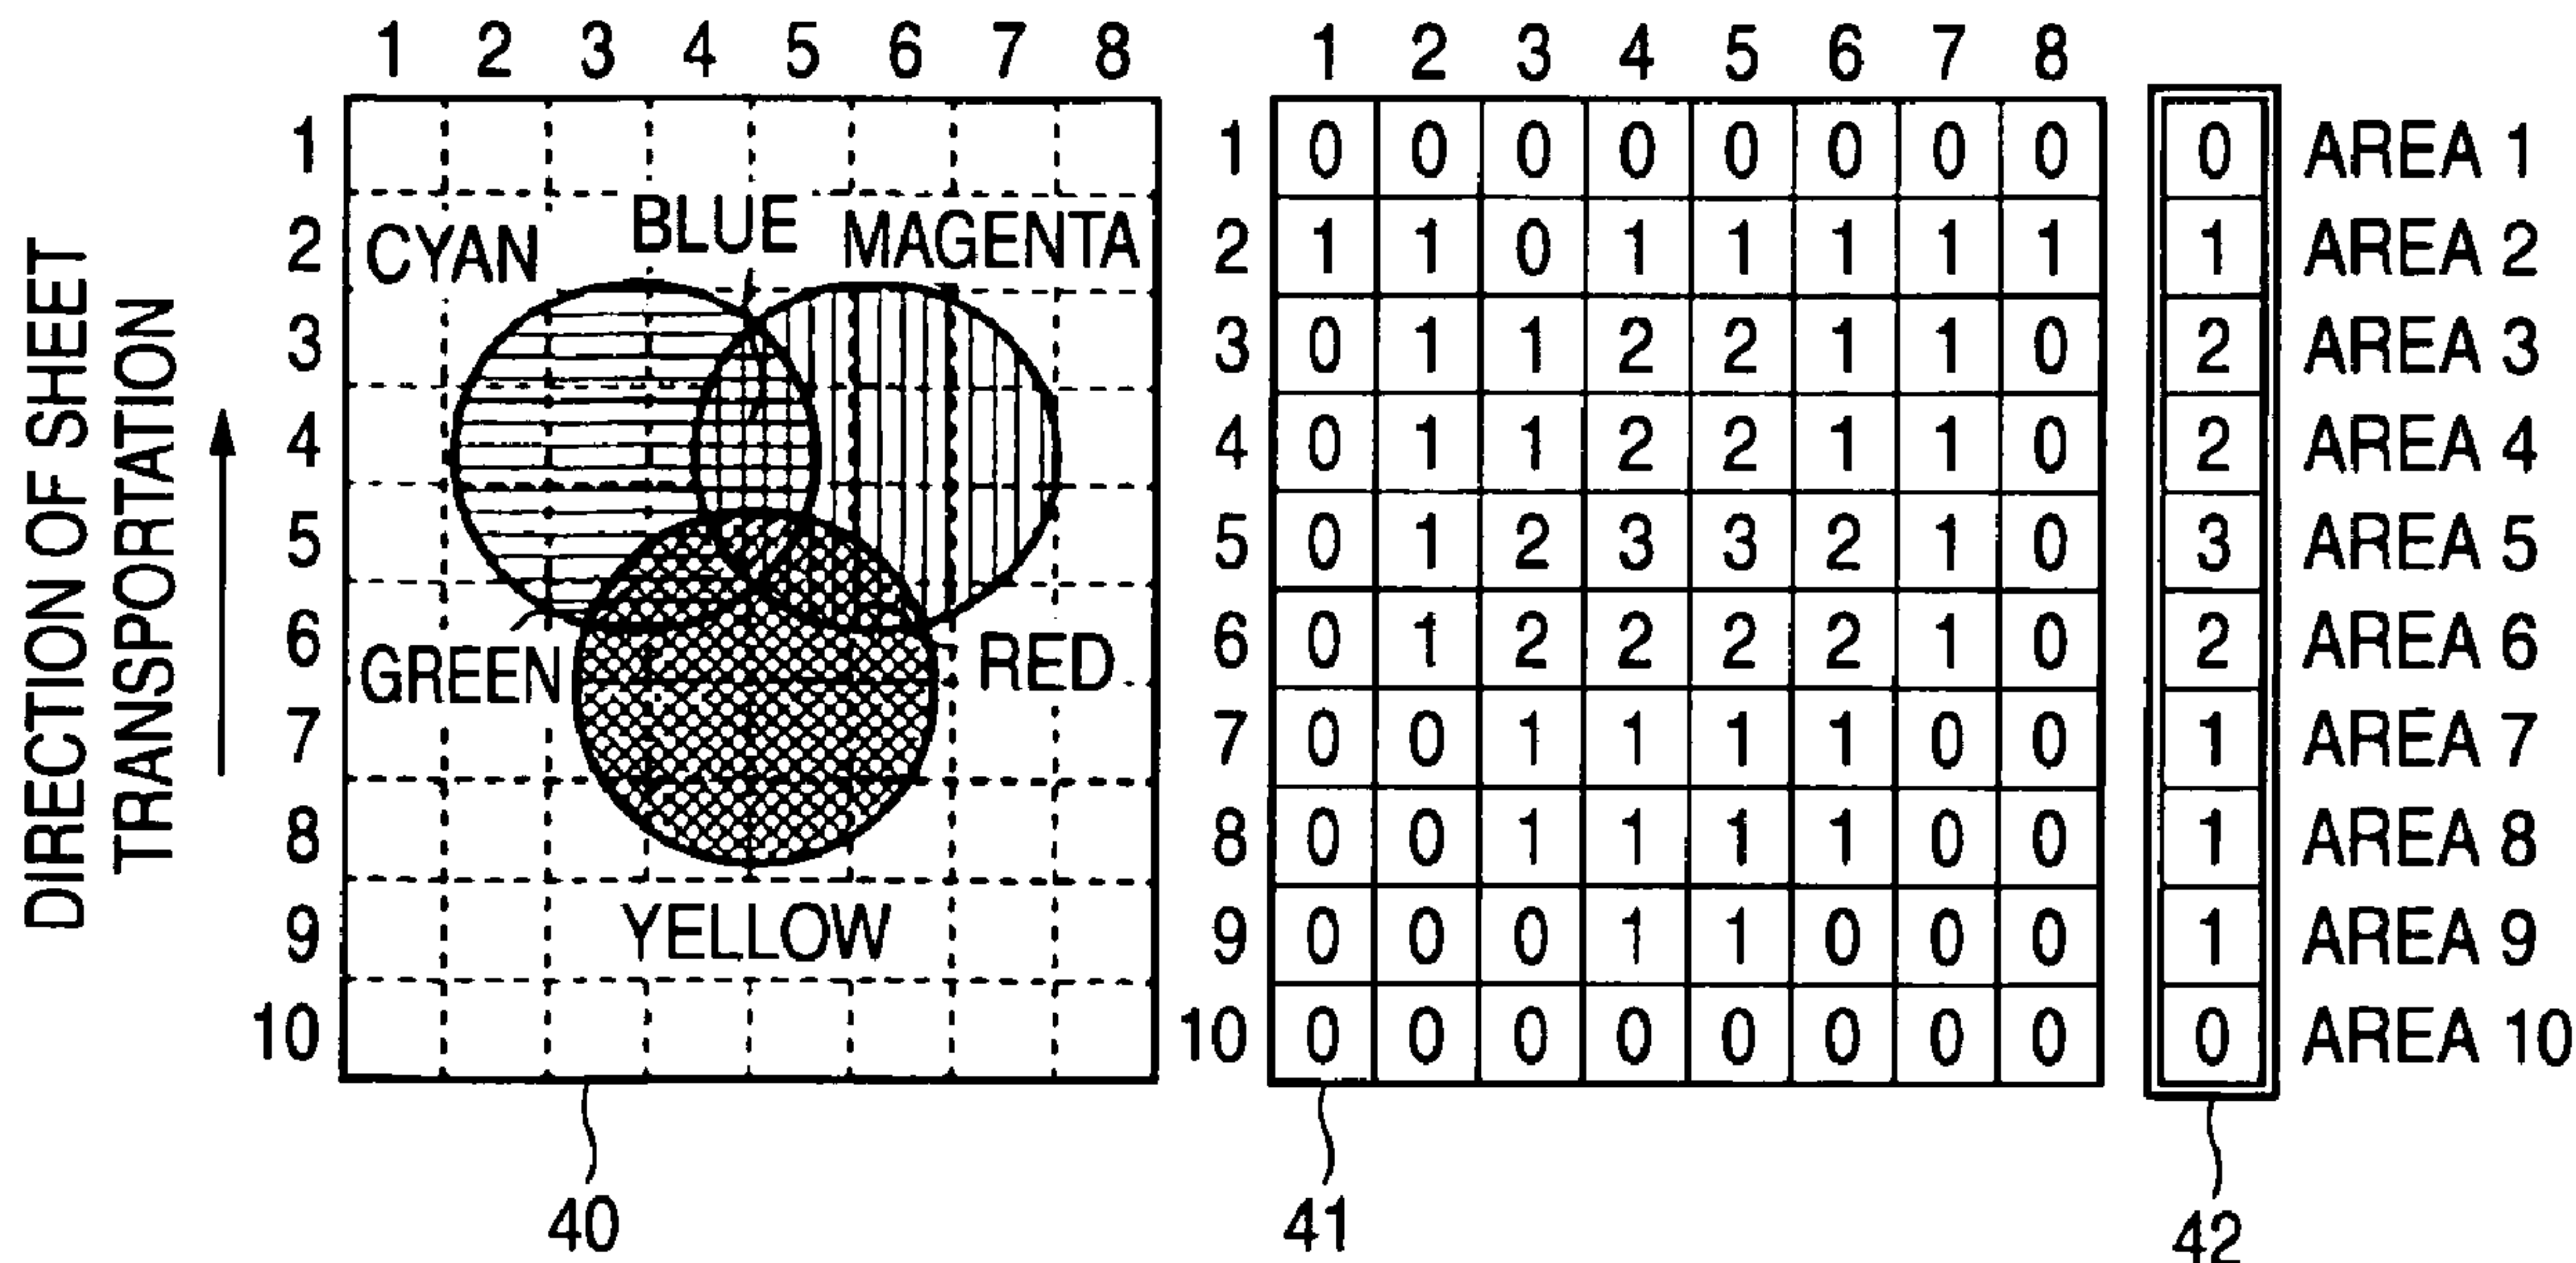 DIRECTION OF SHEET
TRANSPORTATION
1 2 3 4 5 6 7 8
1
2
3
4
5
6
7
8
9
10
CYAN
BLUE
MAGENTA
GREEN
RED
YELLOW
40
1 2 3 4 5 6 7 8
1 0 0 0 0 0 0 0 0
2 1 1 0 1 1 1 1 1
3 0 1 1 2 2 1 1 0
4 0 1 1 2 2 1 1 0
5 0 1 2 3 3 2 1 0
6 0 1 2 2 2 2 1 0
7 0 0 1 1 1 1 0 0
8 0 0 1 1 1 1 0 0
9 0 0 0 1 1 0 0 0
10 0 0 0 0 0 0 0 0
41
0 AREA 1
1 AREA 2
2 AREA 3
2 AREA 4
3 AREA 5
2 AREA 6
1 AREA 7
1 AREA 8
1 AREA 9
0 AREA 10
42